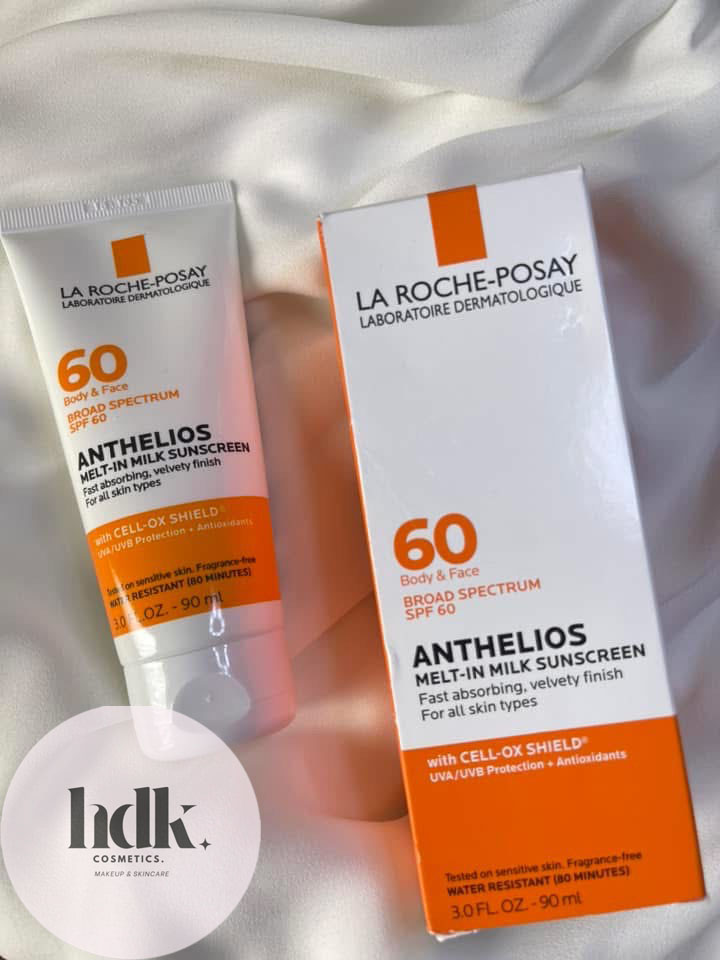 LA ROCHE-POSAY
LABORATOIRE DERMATOLOGIQUE
60
Body & Face
BROAD SPECTRUM
SPF 60
ANTHELIOS
MELT-IN MILK SUNSCREEN
Fast absorbing, velvety finish
For all skin types
with CELL-OX SHIELD®
UVA/UVB Protection + Antioxidants
Tested on sensitive skin. Fragrance-free
WATER RESISTANT (80 MINUTES)
3.0 FL. OZ. - 90 ml
LA ROCHE-POSAY
LABORATOIRE DERMATOLOGIQUE
60
Body & Face
BROAD SPECTRUM
SPF 60
ANTHELIOS
MELT-IN MILK SUNSCREEN
Fast absorbing, velvety finish
For all skin types
with CELL-OX SHIELD®
UVA/UVB Protection + Antioxidants
Tested on sensitive skin. Fragrance-free
WATER RESISTANT (80 MINUTES)
3.0 FL. OZ. - 90 ml
hdk.
COSMETICS.
MAKEUP & SKINCARE